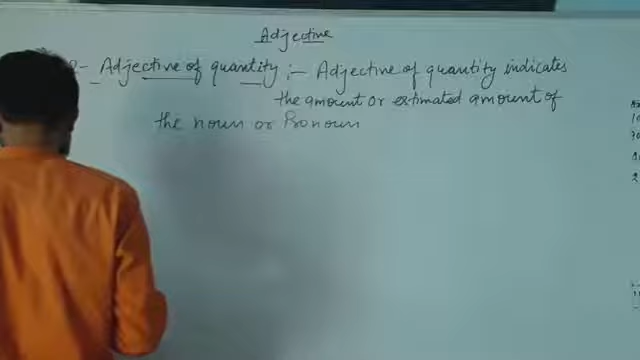 Adjective
2- Adjective of quantity :- Adjective of quantity indicates
the amount or estimated amount of
the noun or Pronoun